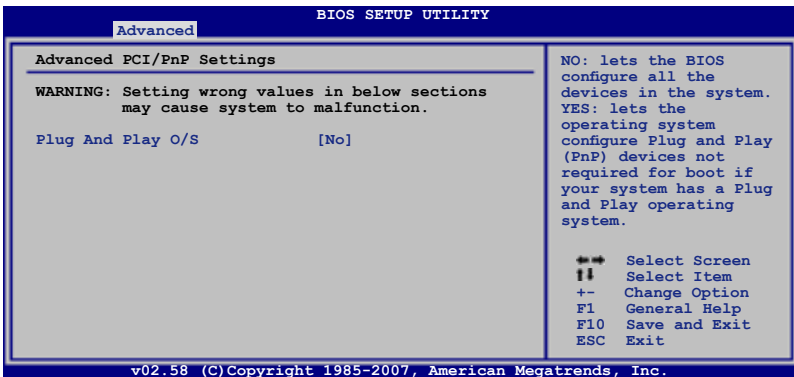 BIOS SETUP UTILITY
Advanced
Advanced PCI/PnP Settings
WARNING: Setting wrong values in below sections
may cause system to malfunction.
Plug And Play O/S [No]
NO: lets the BIOS
configure all the
devices in the system.
YES: lets the
operating system
configure Plug and Play
(PnP) devices not
required for boot if
your system has a Plug
and Play operating
system.
Select Screen
Select Item
+- Change Option
F1 General Help
F10 Save and Exit
ESC Exit
v02.58 (C)Copyright 1985-2007, American Megatrends, Inc.